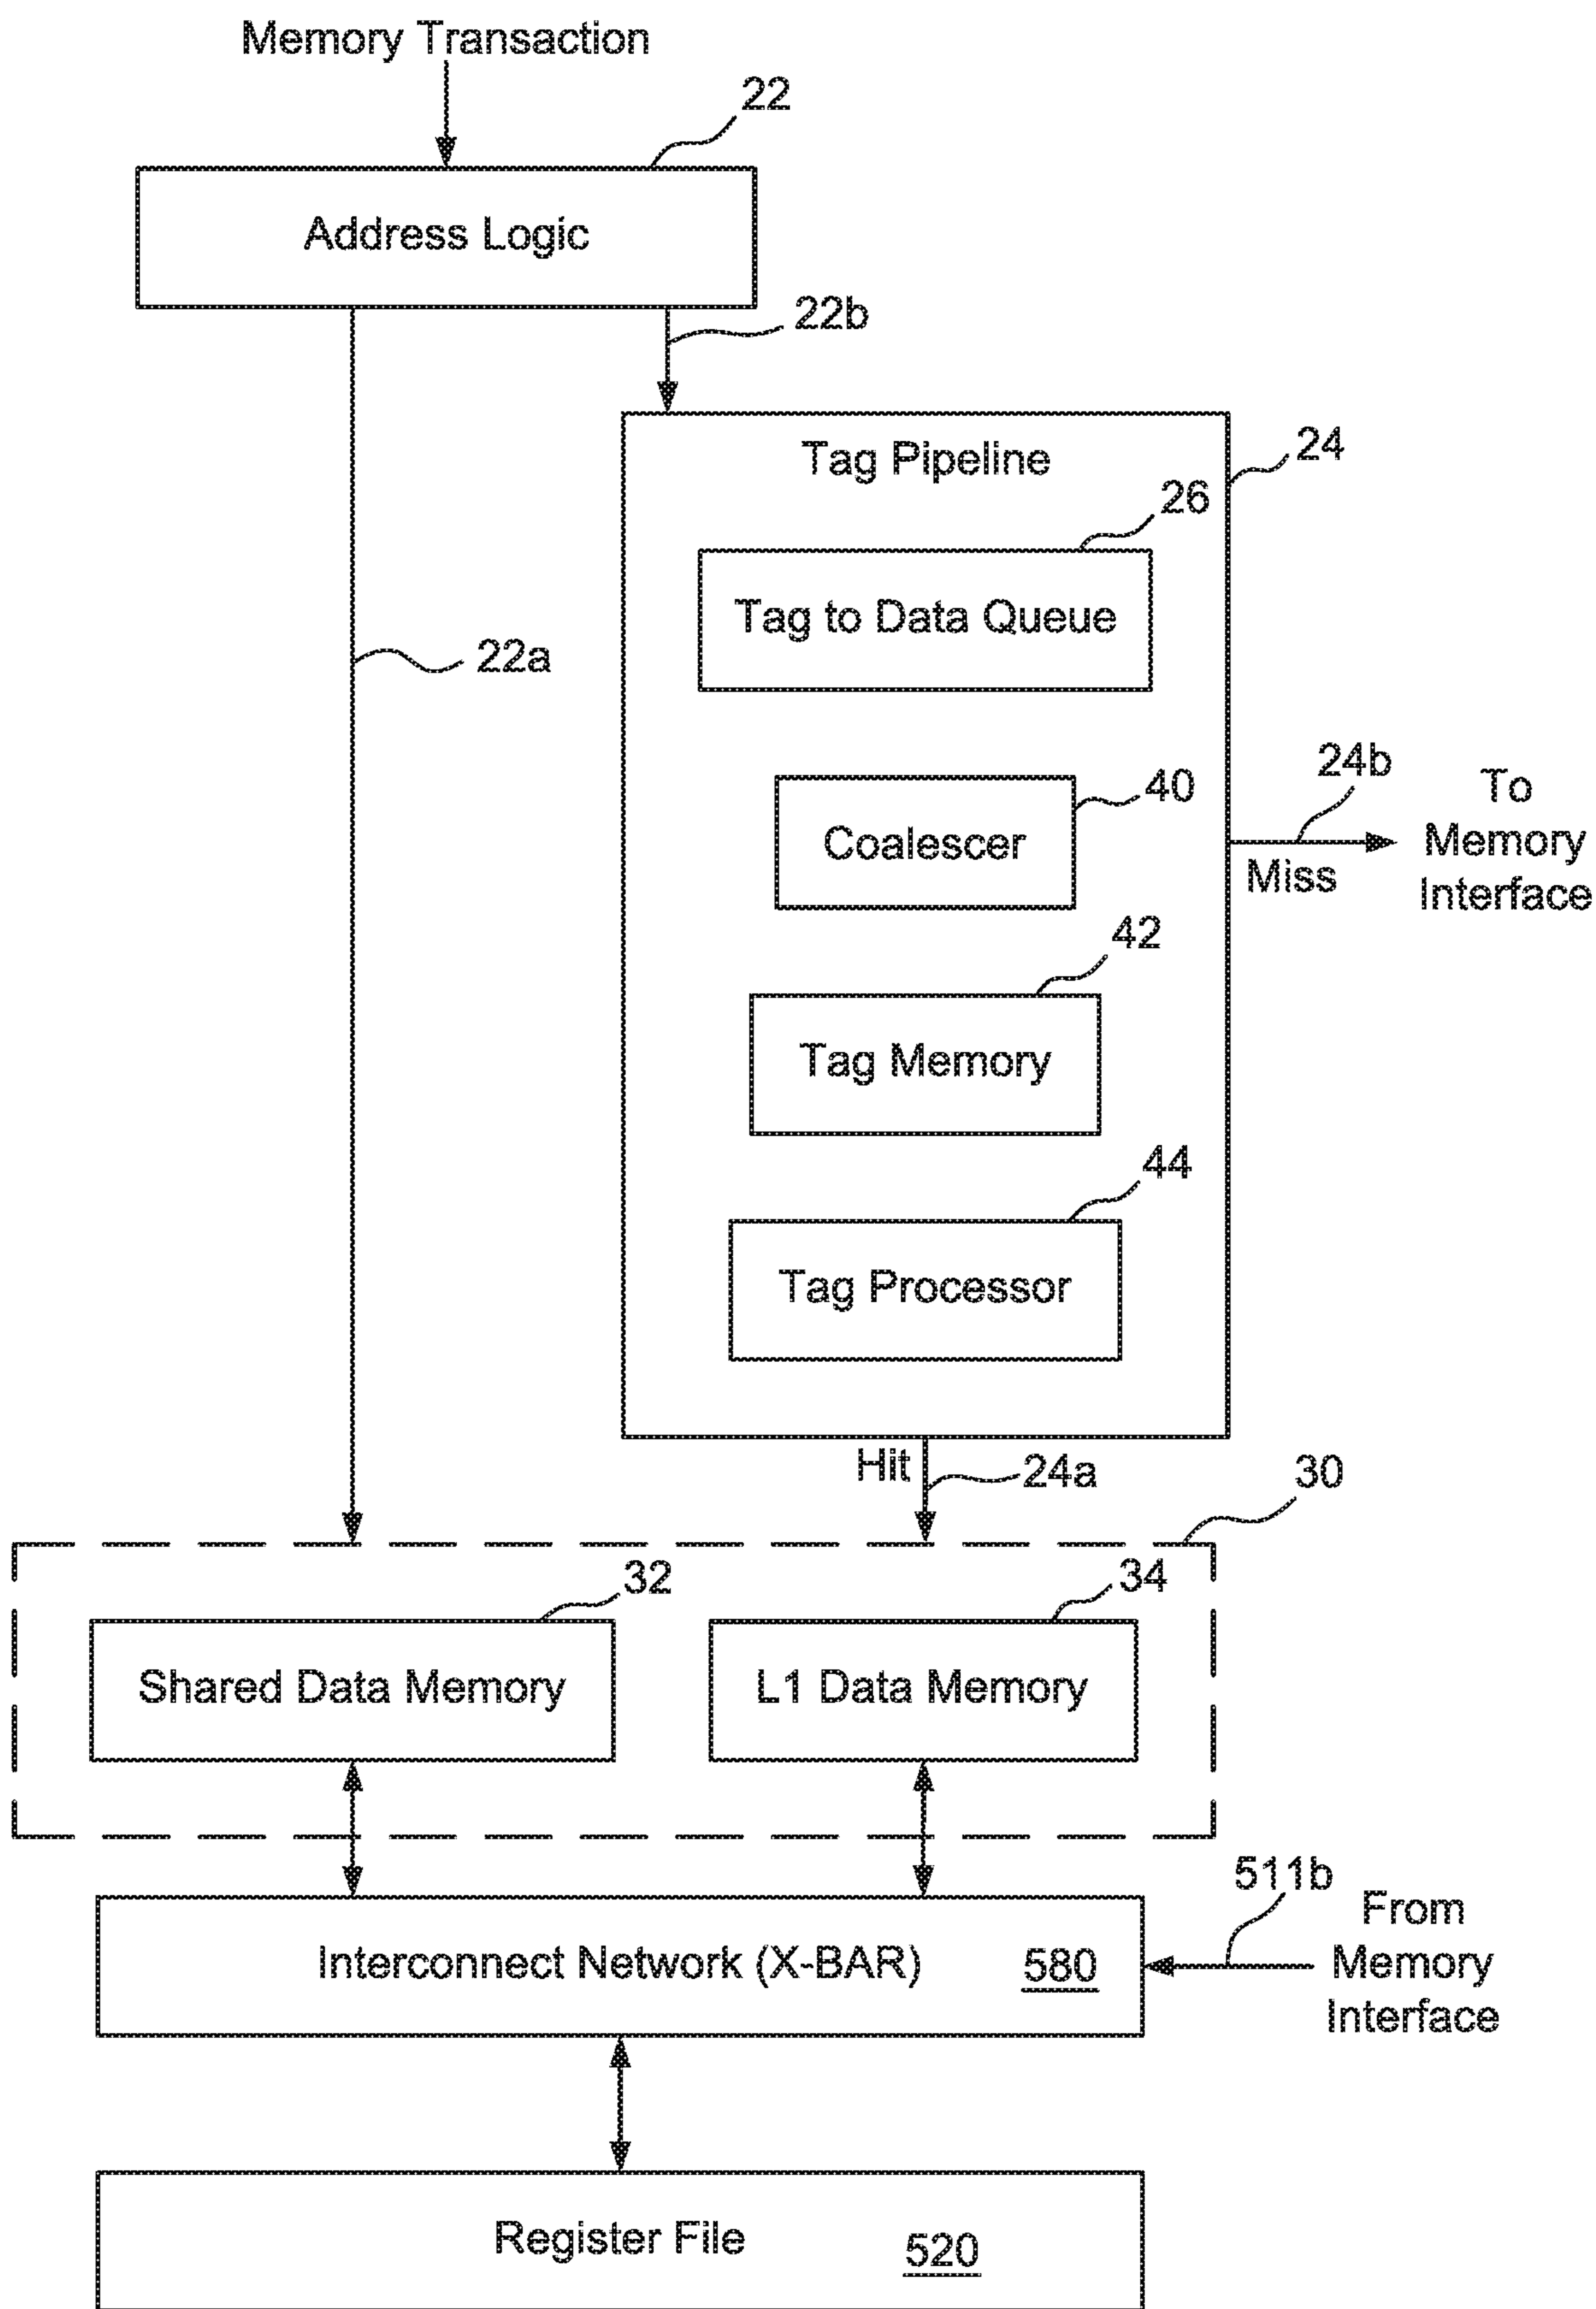 Memory Transaction
22
Address Logic
22b
22a
Tag Pipeline
24
26
Tag to Data Queue
40
Coalescer
24b
To
Memory
Interface
Miss
42
Tag Memory
44
Tag Processor
Hit
24a
30
32
34
Shared Data Memory
L1 Data Memory
511b
From
Memory
Interface
Interconnect Network (X-BAR) 580
Register File 520